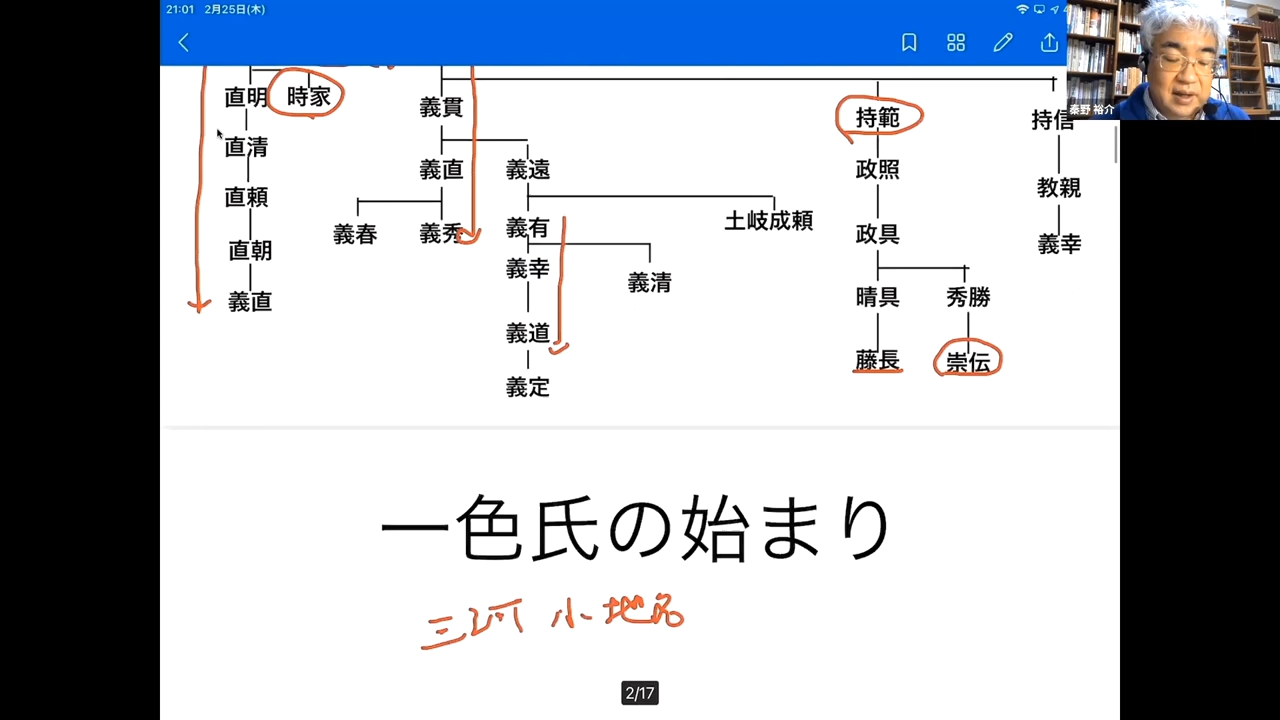 21:01 2月25日(木)
秦野 裕介
直明 時家
義貫
持範
持信
直清
義直 義遠
政照
直頼
教親
義春 義秀
義有
土岐成頼
政具
直朝
義幸
義幸
義清
義直
晴具 秀勝
義道
藤長 崇伝
義定
一色氏の始まり
三河 小地名
2/17